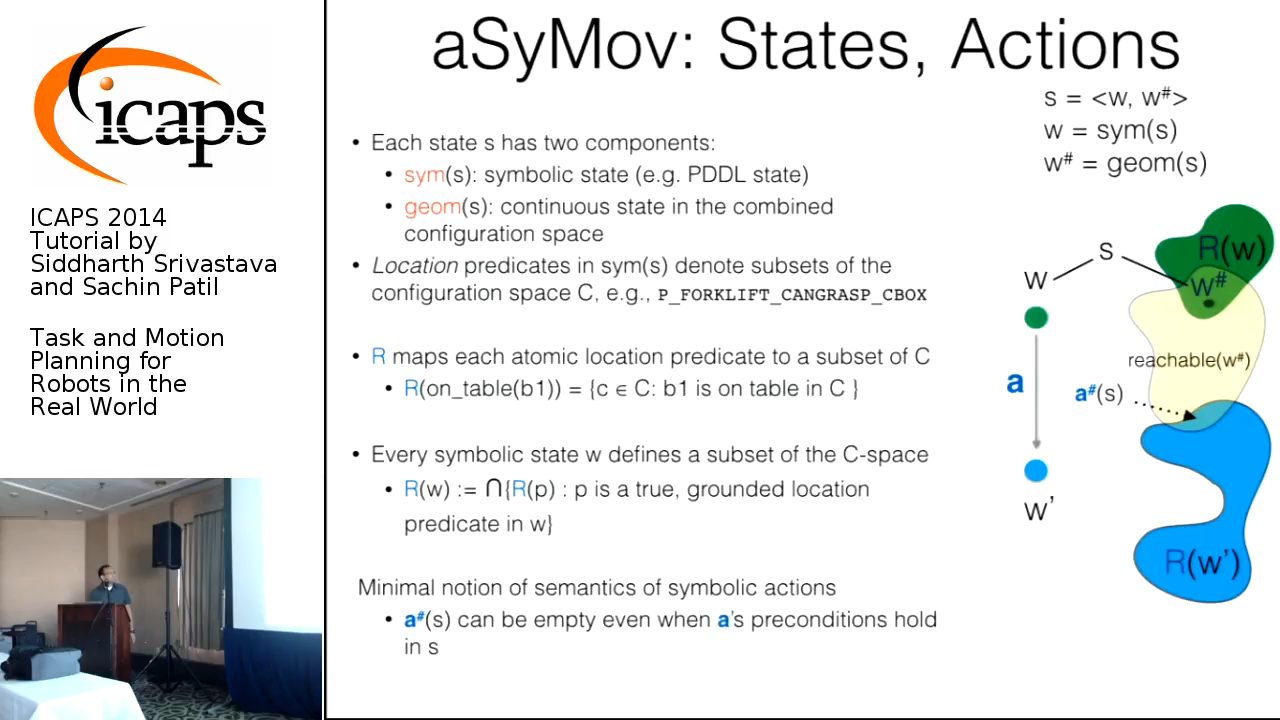 icaps
ICAPS 2014
Tutorial by
Siddharth Srivastava
and Sachin Patil
Task and Motion
Planning for
Robots in the
Real World
aSyMov: States, Actions
s = <w, w#>
w = sym(s)
w# = geom(s)
• Each state s has two components:
• sym(s): symbolic state (e.g. PDDL state)
• geom(s): continuous state in the combined
configuration space
• Location predicates in sym(s) denote subsets of the
configuration space C, e.g., P_FORKLIFT_CANGRASP_CBOX
• R maps each atomic location predicate to a subset of C
• R(on_table(b1)) = {c ∈ C: b1 is on table in C }
• Every symbolic state w defines a subset of the C-space
• R(w) := ∩{R(p) : p is a true, grounded location
predicate in w}
Minimal notion of semantics of symbolic actions
• a#(s) can be empty even when a's preconditions hold
in s
R(w)
S
W
W#
reachable(w#)
a
a#(s)
W'
R(w')